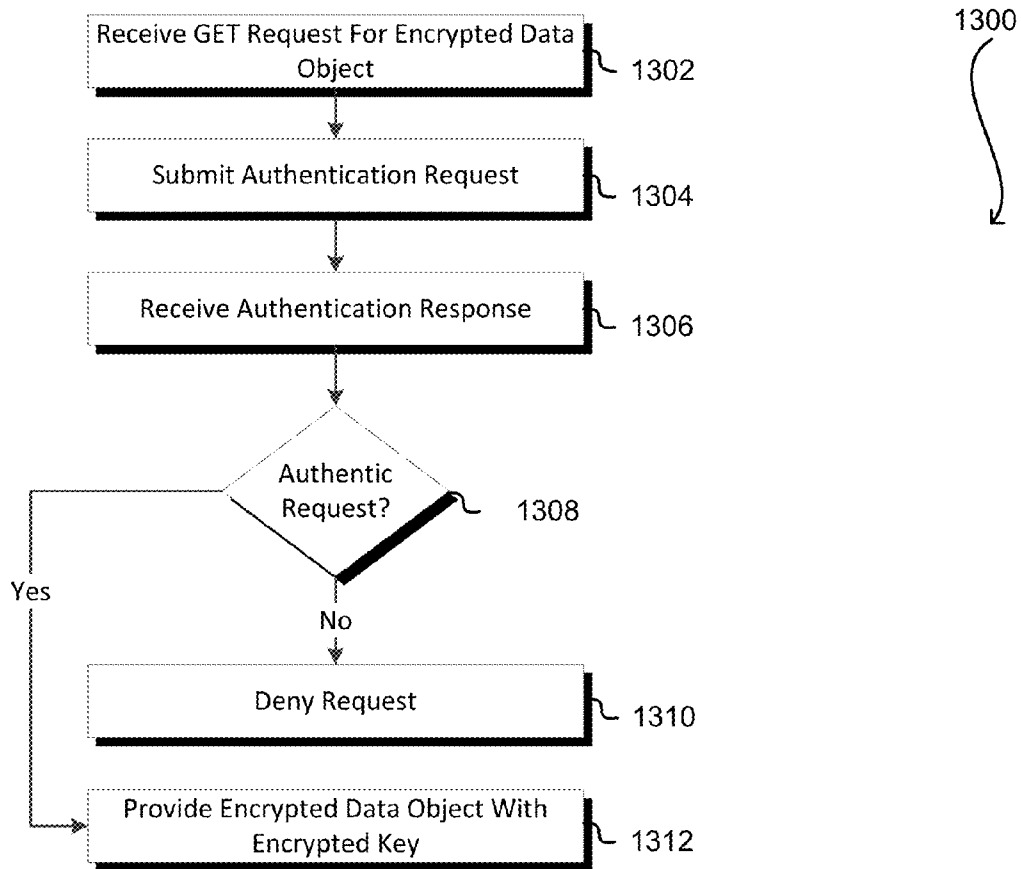 1300
Receive GET Request For Encrypted Data
Object
1302
Submit Authentication Request
1304
Receive Authentication Response
1306
Authentic
Request?
1308
Yes
No
Deny Request
1310
Provide Encrypted Data Object With
Encrypted Key
1312